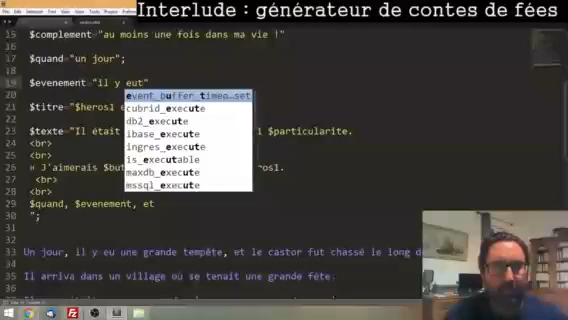 Interlude : générateur de contes de fées
15 $complement="au moins une fois dans ma vie !"
16
17 $quand="un jour";
18
19 $evenement="il y eut"
20
21 $titre="$heros1
22
23 $texte="Il était $particularite.
24 <br>
25 <br>
26 « J'aimerais $but
27 <br>
28 <br>
29 $quand, $evenement, et
30 ";
event_buffer_timeo…set
cubrid_execute
db2_execute
ibase_execute
ingres_execute
is_executable
maxdb_execute
mssql_execute
33 Un jour, il y eu une grande tempête, et le castor fut chassé le long d
35 Il arriva dans un village où se tenait une grande fête.